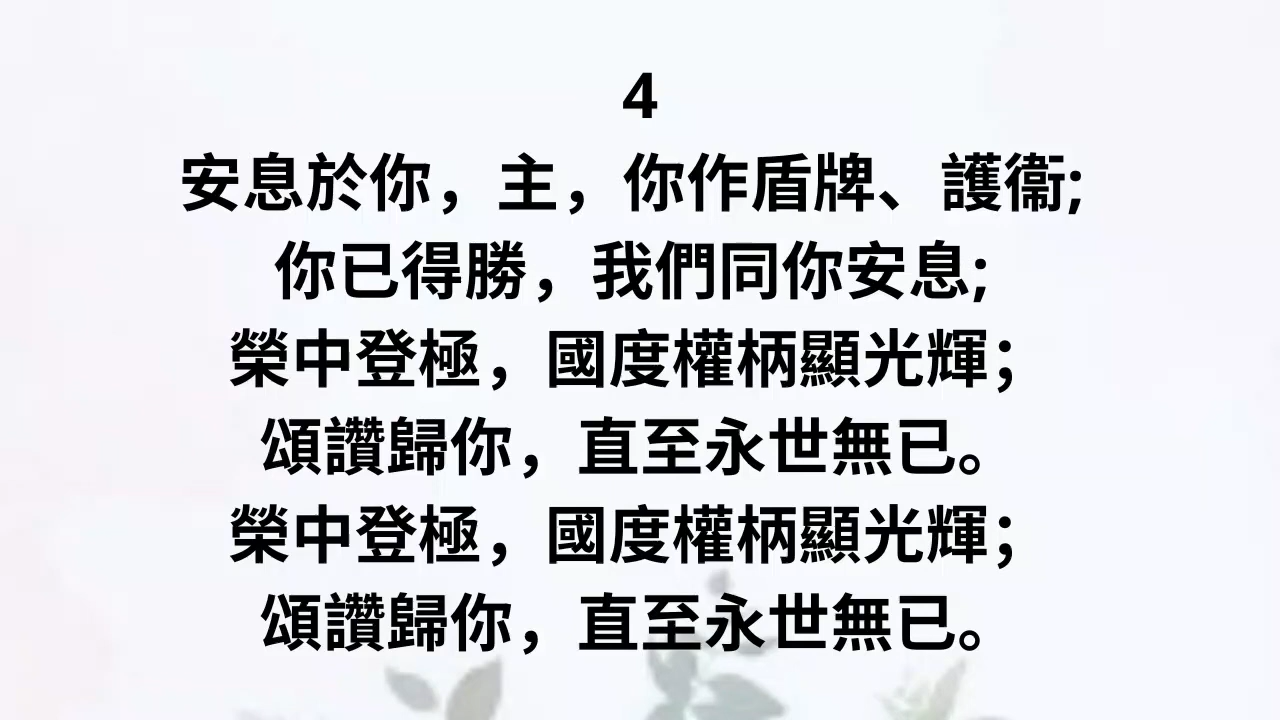 4
安息於你，主，你作盾牌、護衞;
你已得勝，我們同你安息;
榮中登極，國度權柄顯光輝；
頌讚歸你，直至永世無已。
榮中登極，國度權柄顯光輝；
頌讚歸你，直至永世無已。